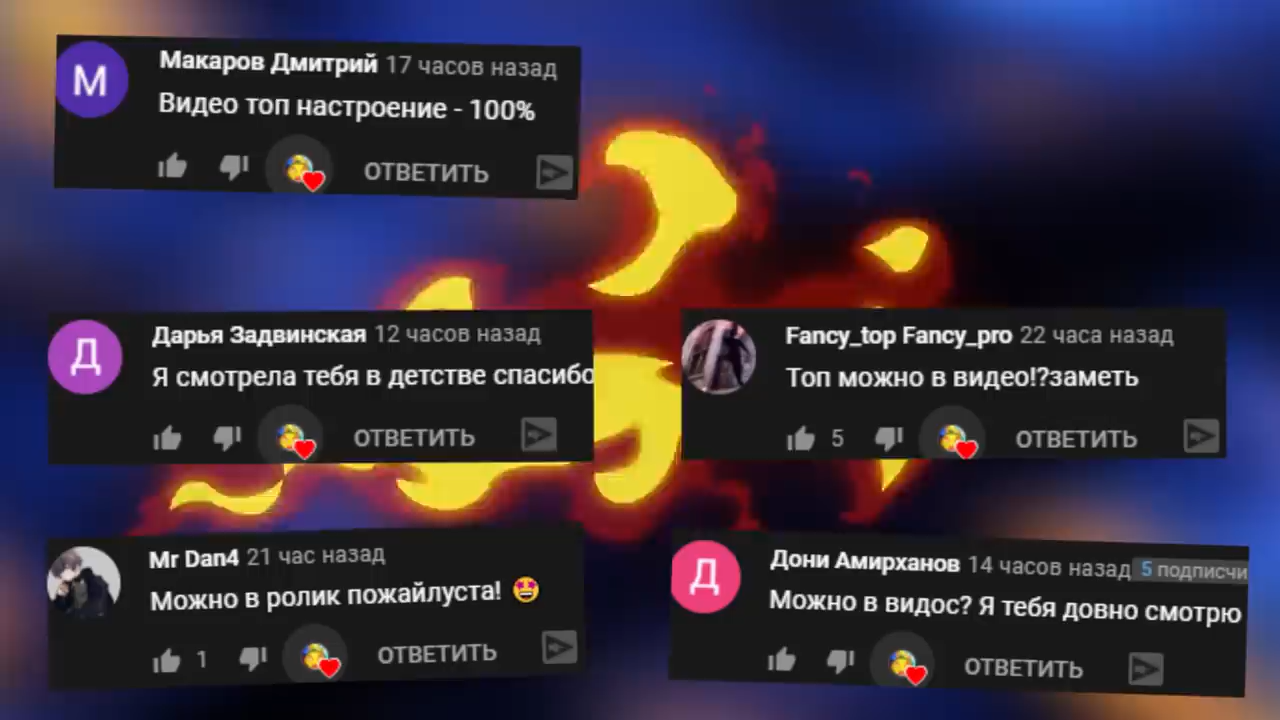 М
Макаров Дмитрий 17 часов назад
Видео топ настроение - 100%
ОТВЕТИТЬ
Д
Дарья Задвинская 12 часов назад
Я смотрела тебя в детстве спасибо
ОТВЕТИТЬ
Fancy_top Fancy_pro 22 часа назад
Топ можно в видео!?заметь
5 ОТВЕТИТЬ
Mr Dan4 21 час назад
Можно в ролик пожайлуста! 🤩
1 ОТВЕТИТЬ
Д
Дони Амирханов 14 часов назад 5 подписчи
Можно в видос? Я тебя довно смотрю
ОТВЕТИТЬ